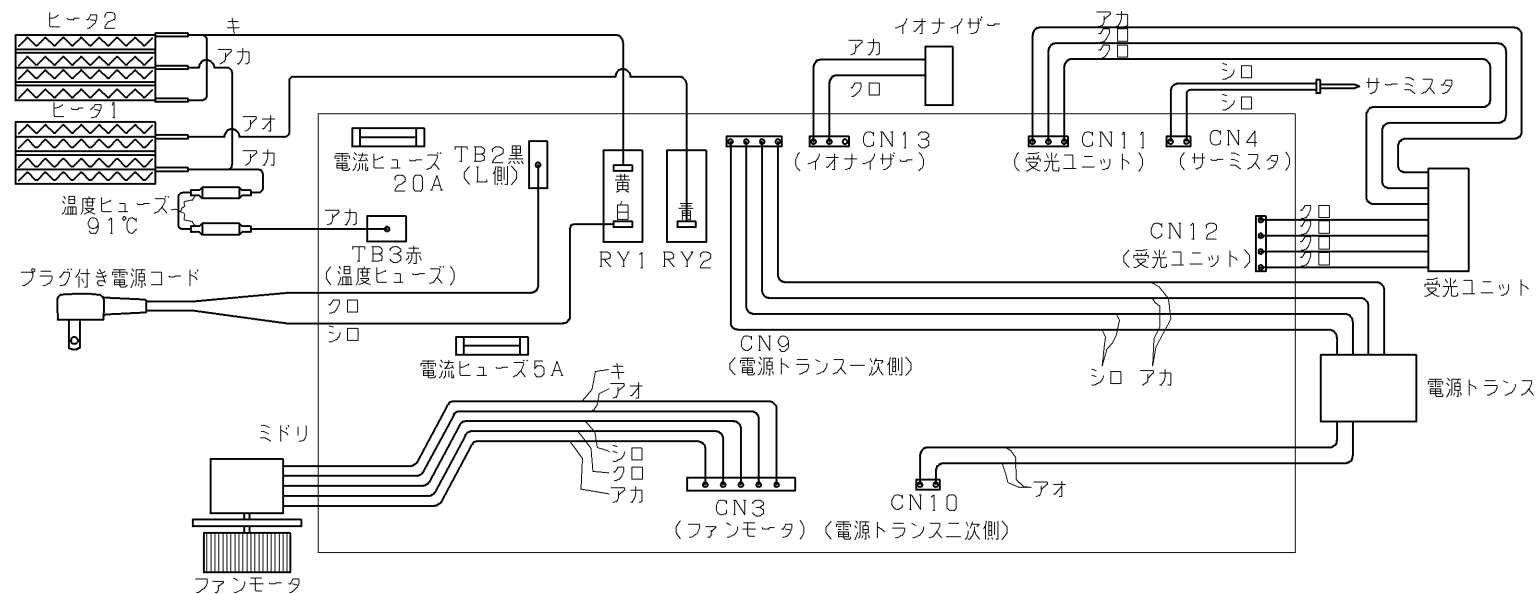 ヒータ2
キ
アカ
ヒータ1
アオ
アカ
温度ヒューズ
91℃
アカ
電流ヒューズ
20A
TB2黒
(L側)
TB3赤
(温度ヒューズ)
黄
白
青
RY1
RY2
プラグ付き電源コード
クロ
シロ
電流ヒューズ5A
イオナイザー
アカ
クロ
CN13
(イオナイザー)
アカ
クロ
クロ
CN11
(受光ユニット)
シロ
シロ
サーミスタ
CN4
(サーミスタ)
CN12
(受光ユニット)
クロ
クロ
クロ
クロ
受光ユニット
CN9
(電源トランス一次側)
シロ
アカ
電源トランス
キ
アオ
ミドリ
シロ
クロ
アカ
CN3
(ファンモータ)
CN10
(電源トランス二次側)
アオ
ファンモータ